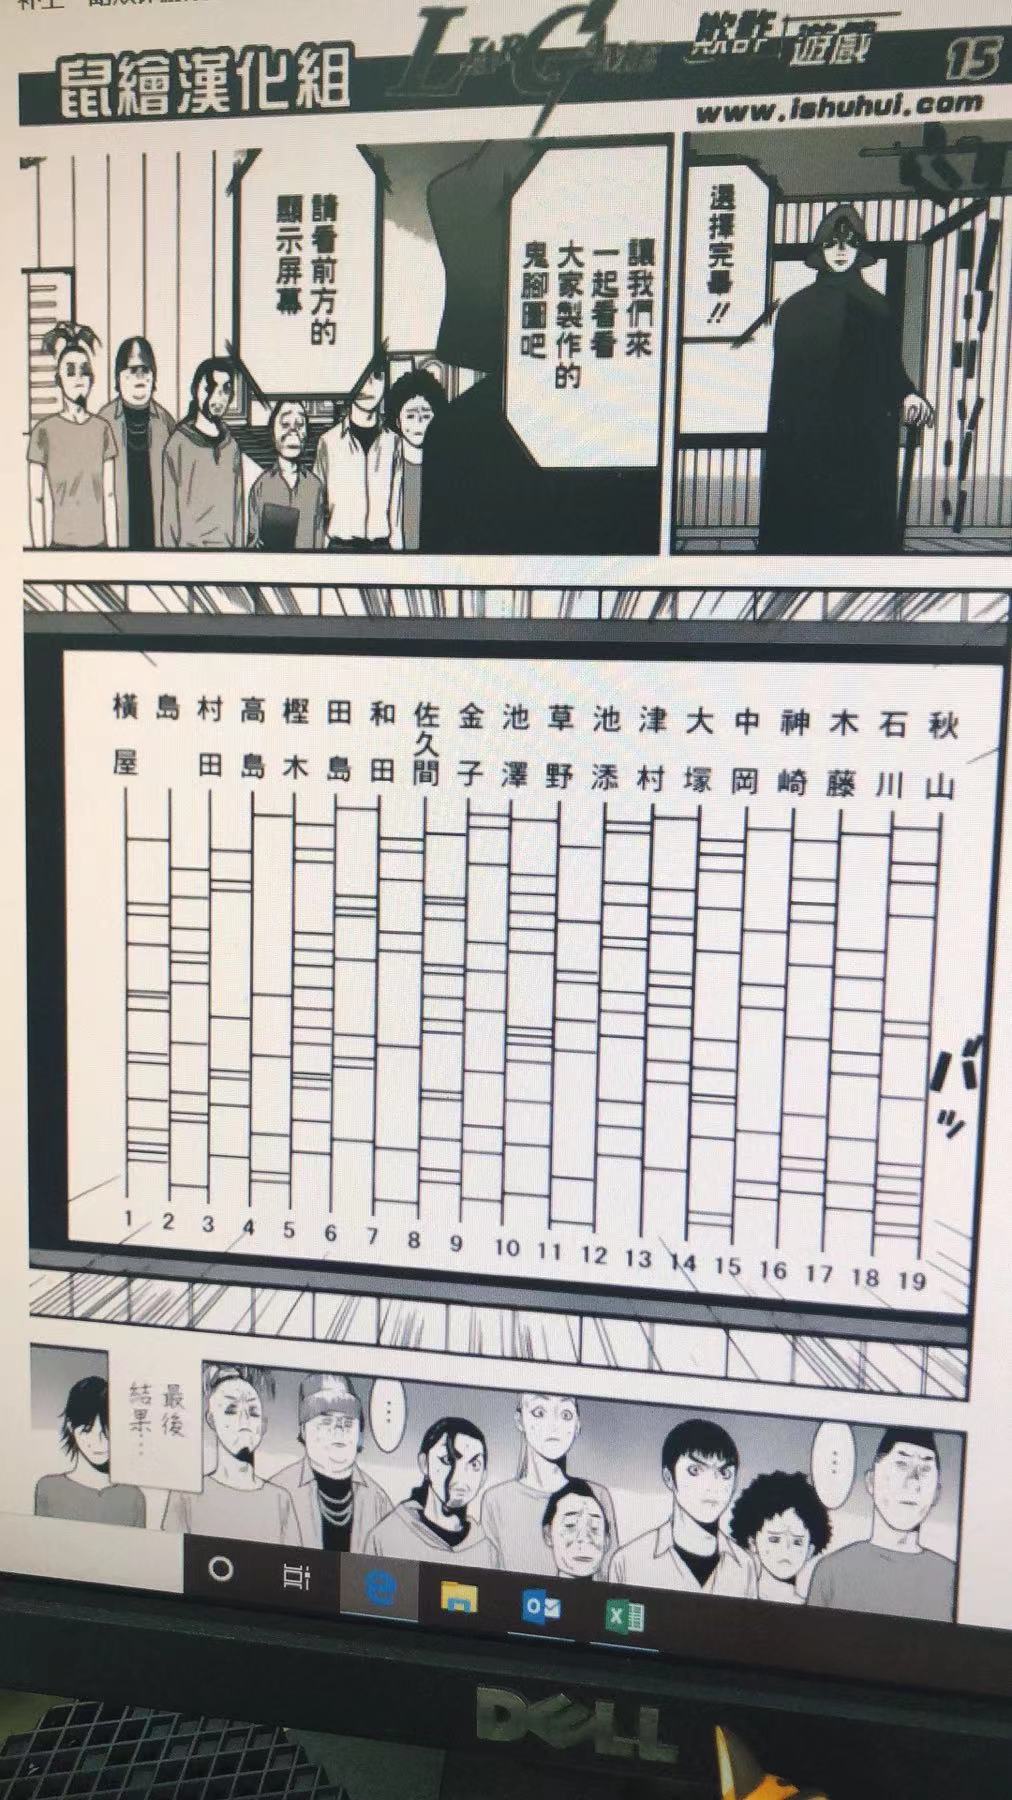 鼠繪漢化組
LIAR GAME
欺詐遊戲
15
www.ishuhui.com
選擇完畢!!
讓我們來
一起看看
大家製作的
鬼腳圖吧
請看前方的
顯示屏幕
橫屋 島 村田 高島 樫木 田島 和田 佐久間 金子 池澤 草野 池添 津村 大塚 中岡 神崎 木藤 石川 秋山
1 2 3 4 5 6 7 8 9 10 11 12 13 14 15 16 17 18 19
バッ
…
…
最後
結果…
DELL